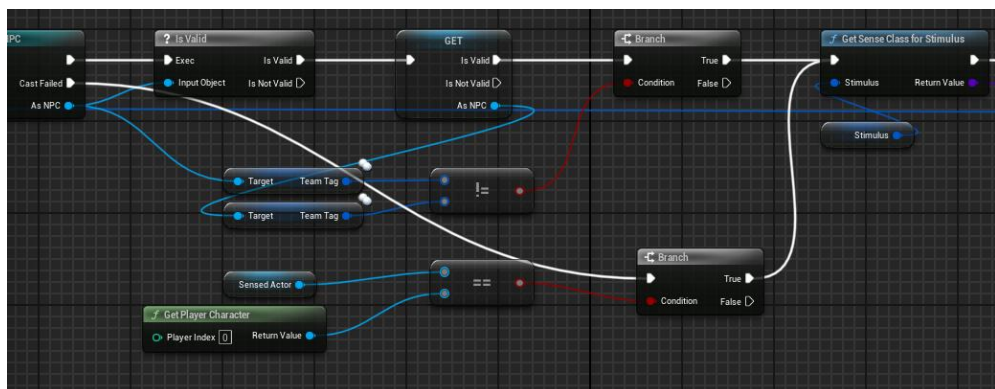 NPC
Cast Failed
As NPC
? Is Valid
Exec Is Valid
Input Object Is Not Valid
GET
Is Valid
Is Not Valid
As NPC
Branch
True
Condition False
f Get Sense Class for Stimulus
Stimulus Return Value
Stimulus
Target Team Tag
Target Team Tag
!=
Sensed Actor
==
f Get Player Character
Player Index 0 Return Value
Branch
True
Condition False